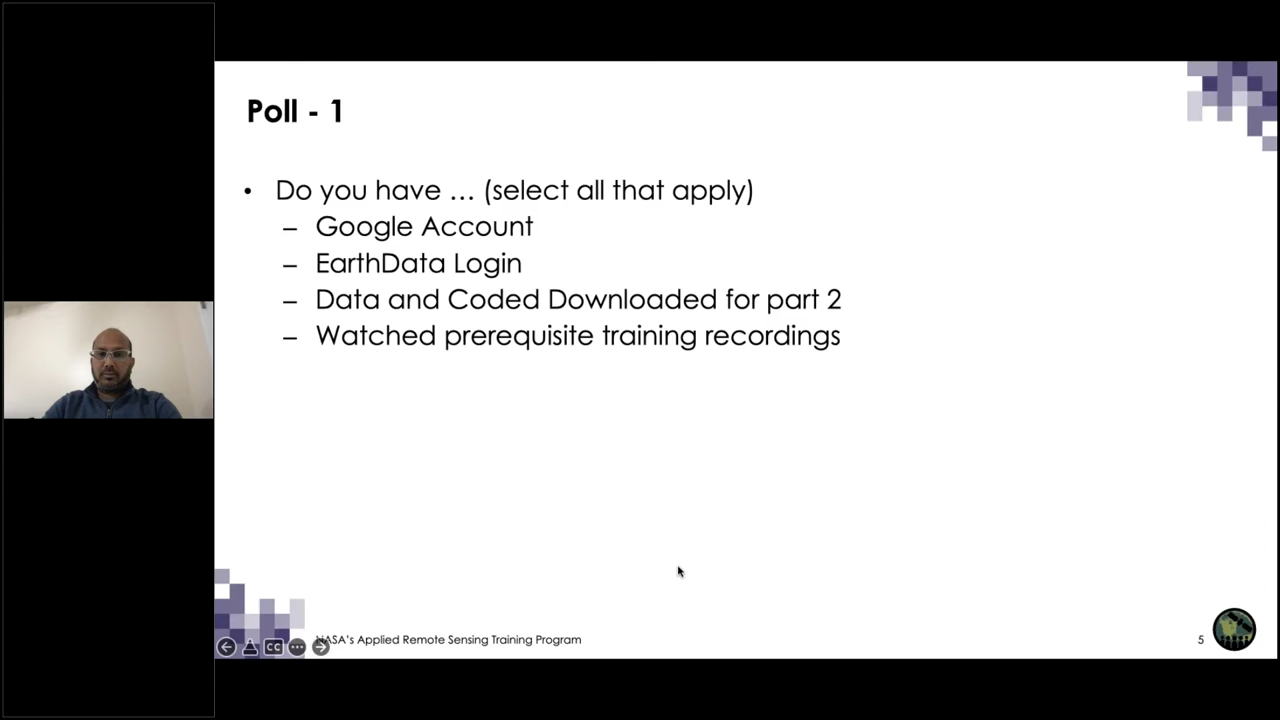 Poll - 1
• Do you have … (select all that apply)
– Google Account
– EarthData Login
– Data and Coded Downloaded for part 2
– Watched prerequisite training recordings
CC
NASA's Applied Remote Sensing Training Program
5